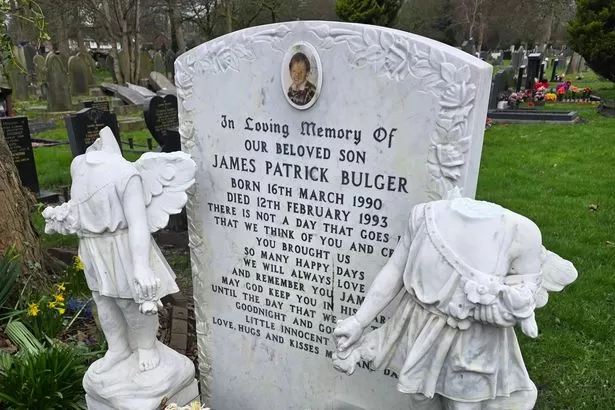 In Loving Memory Of
OUR BELOVED SON
JAMES PATRICK BULGER
BORN 16TH MARCH 1990
DIED 12TH FEBRUARY 1993
THERE IS NOT A DAY THAT GOES
THAT WE THINK OF YOU AND
YOU BROUGHT US
SO MANY HAPPY DAYS
WE WILL ALWAYS LOVE
AND REMEMBER YOU
MAY GOD KEEP YOU IN HIS
UNTIL THE DAY THAT WE
GOODNIGHT AND
LITTLE INNOCENT
LOVE, HUGS AND KISSES